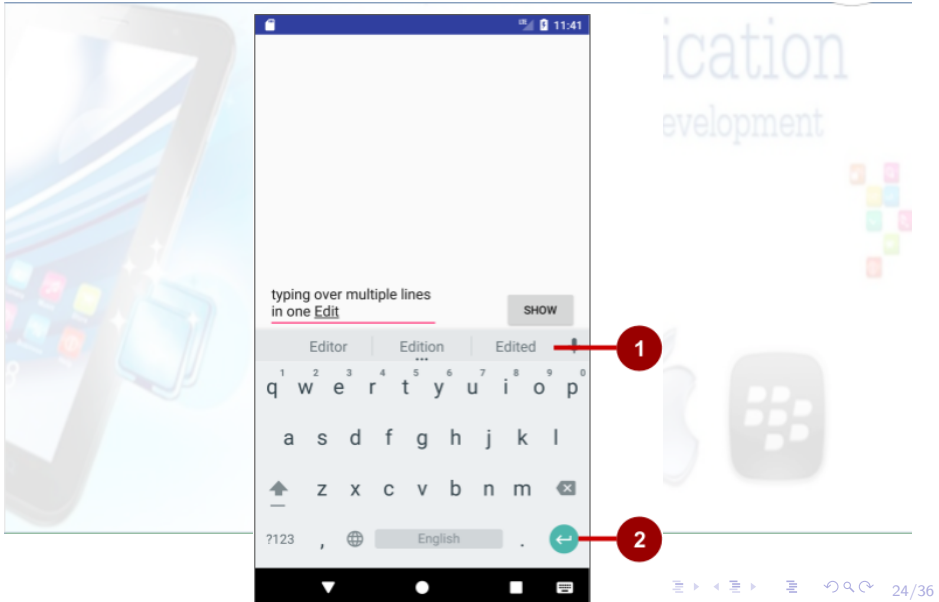 11:41
ication
evelopment
typing over multiple lines
in one Edit
SHOW
Editor Edition Edited
1
1 2 3 4 5 6 7 8 9 0
q w e r t y u i o p
a s d f g h j k l
z x c v b n m
?123 , English .
2
24/36